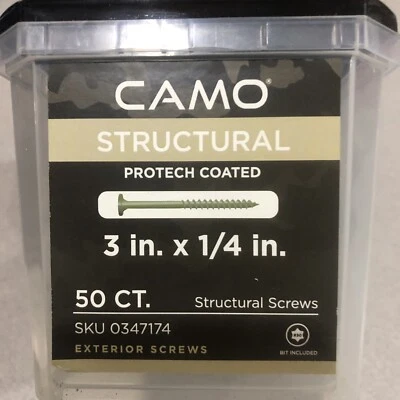 CAMO®
STRUCTURAL
PROTECH COATED
3 in. x 1/4 in.
50 CT.
Structural Screws
SKU 0347174
EXTERIOR SCREWS
BIT INCLUDED